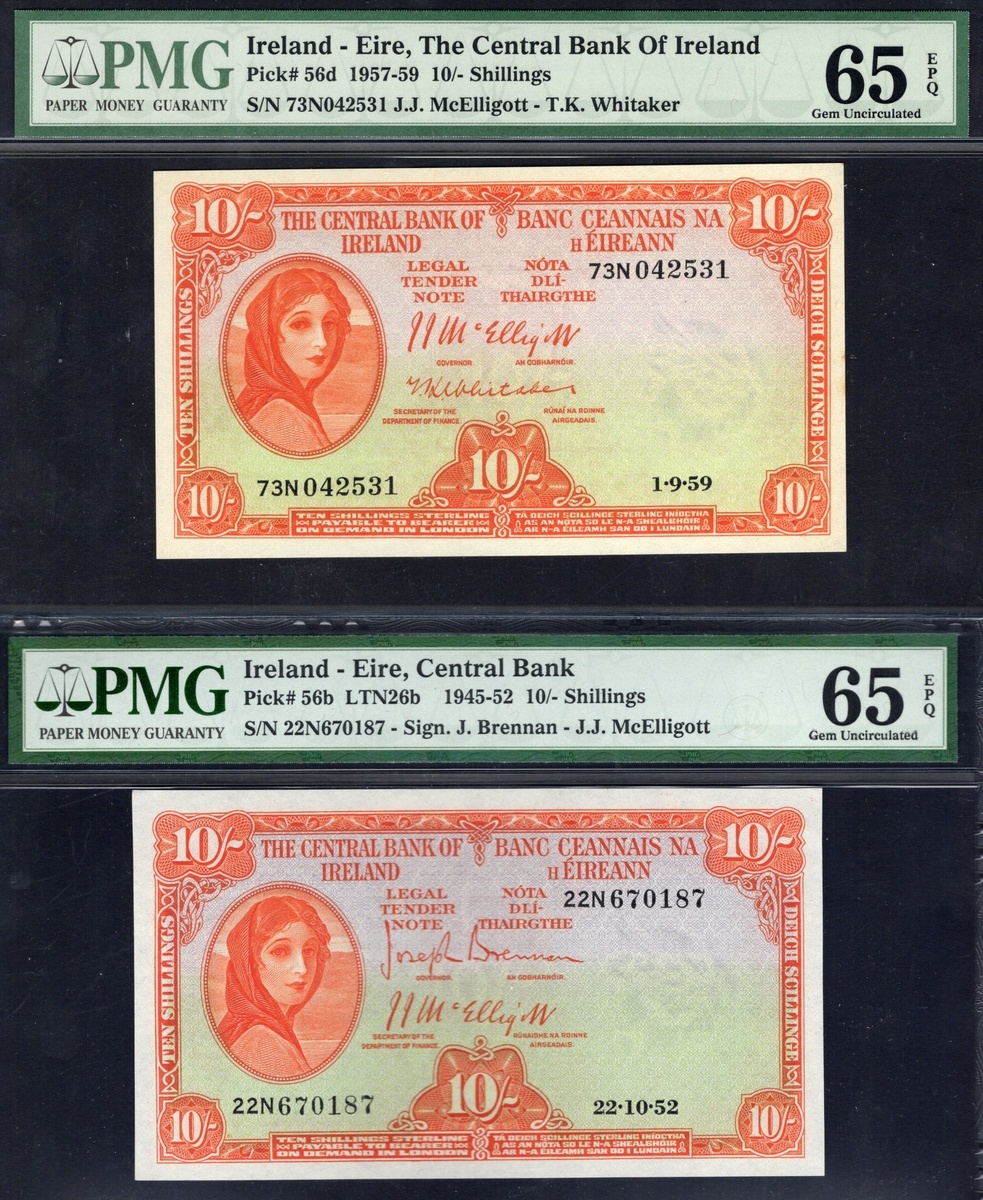 PMG
PAPER MONEY GUARANTY
Ireland - Eire, The Central Bank Of Ireland
Pick# 56d 1957-59 10/- Shillings
S/N 73N042531 J.J. McElligott - T.K. Whitaker
65 EPQ
Gem Uncirculated
10/-
10/-
THE CENTRAL BANK OF IRELAND
BANC CEANNAIS NA hÉIREANN
LEGAL TENDER NOTE
NÓTA DLÍ-THAIRGTHE
73N042531
TEN SHILLINGS
DEICH SCILLINGE
JJ McElligott
GOVERNOR. AN GOBHARNÓIR.
T.K. Whitaker
SECRETARY OF THE DEPARTMENT OF FINANCE.
RÚNAÍ NA ROINNE AIRGEADAIS.
73N042531
10/-
1·9·59
10/-
10/-
TEN SHILLINGS STERLING
PAYABLE TO BEARER
ON DEMAND IN LONDON
TÁ DEICH SCILLINGE STERLING INÍOCTHA
AS AN NÓTA SO LE N-A SHEALBHÓIR
AR N-A ÉILEAMH SAN DO I LUNDAIN
PMG
PAPER MONEY GUARANTY
Ireland - Eire, Central Bank
Pick# 56b LTN26b 1945-52 10/- Shillings
S/N 22N670187 - Sign. J. Brennan - J.J. McElligott
65 EPQ
Gem Uncirculated
10/-
10/-
THE CENTRAL BANK OF IRELAND
BANC CEANNAIS NA hÉIREANN
LEGAL TENDER NOTE
NÓTA DLÍ-THAIRGTHE
22N670187
TEN SHILLINGS
DEICH SCILLINGE
Joseph Brennan
GOVERNOR. AN GOBHARNÓIR.
JJ McElligott
SECRETARY OF THE DEPARTMENT OF FINANCE.
RÚNAISHE NA ROINNE AIRGEADAIS.
22N670187
10/-
22·10·52
10/-
10/-
TEN SHILLINGS STERLING
PAYABLE TO BEARER
ON DEMAND IN LONDON
TÁ DEICH SCILLINGE STERLING INÍOCTHA
AS AN NÓTA SO LE N-A SHEALBHÓIR
AR N-A ÉILEAMH SAN DO I LUNDAIN